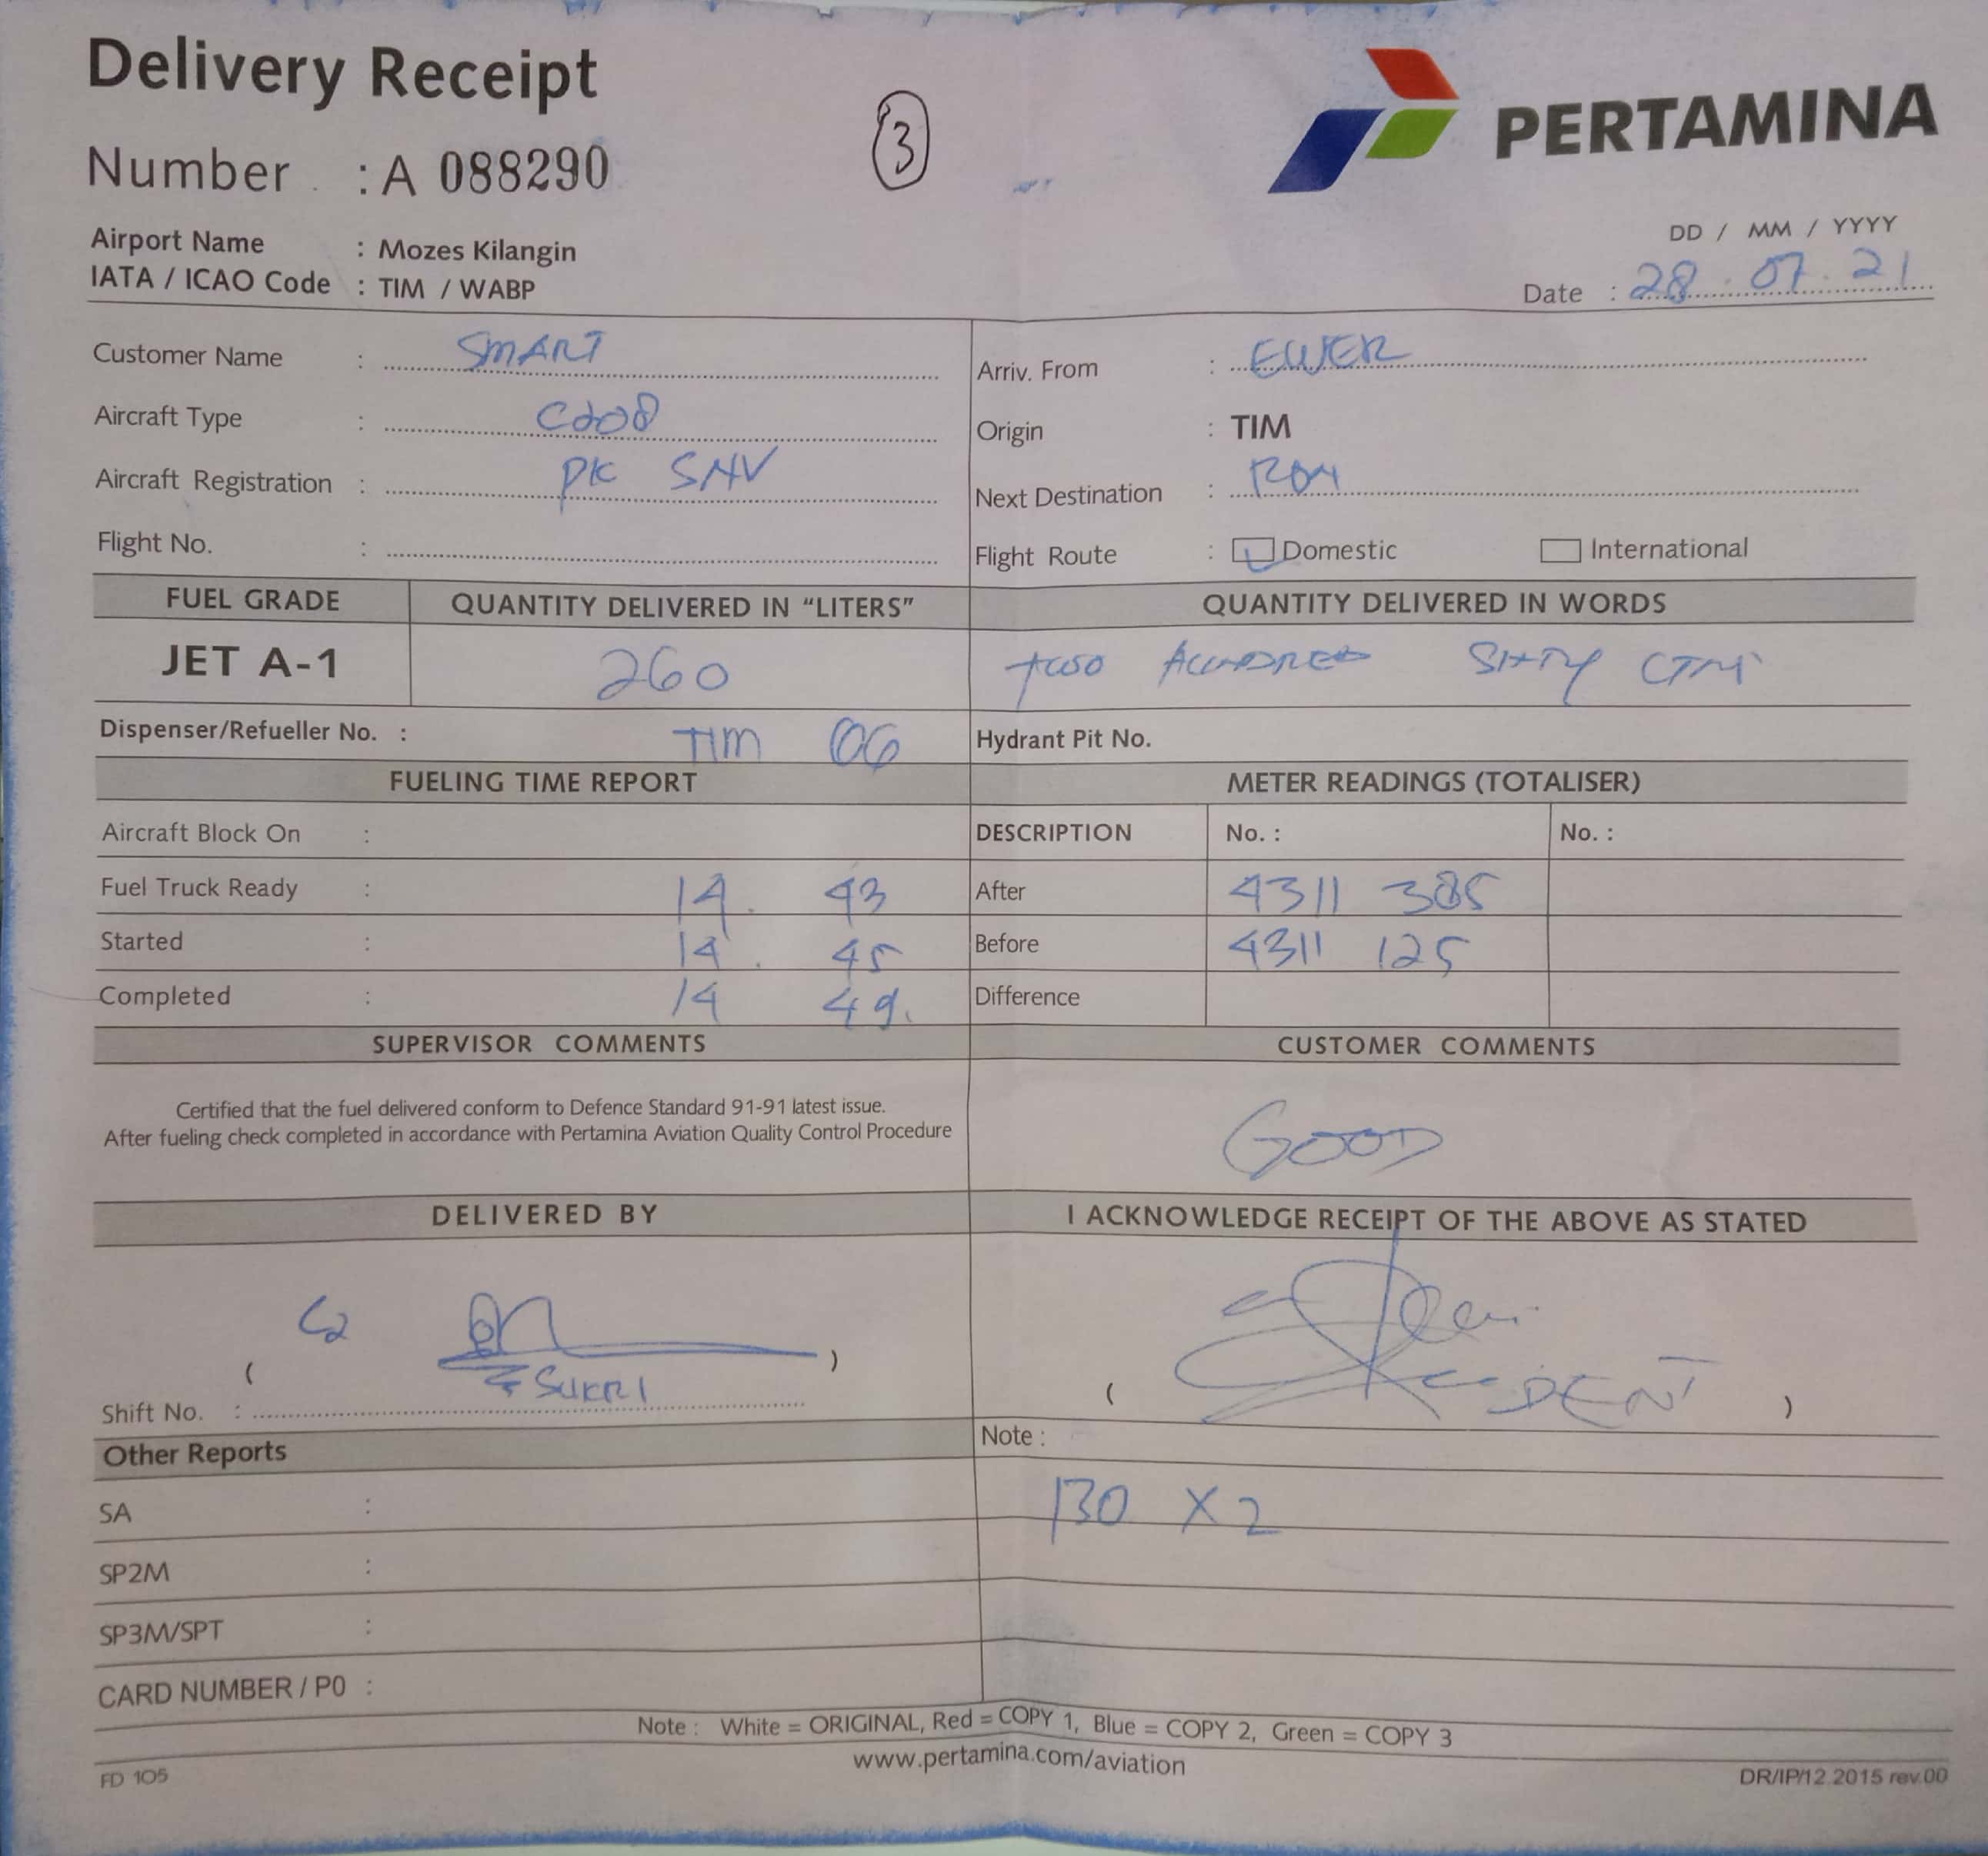 Delivery Receipt
PERTAMINA
Number : A 088290
3
Airport Name : Mozes Kilangin
IATA / ICAO Code : TIM / WABP
DD / MM / YYYY
Date : 28 . 07 . 21
Customer Name : SMART
Arriv. From : EWER
Aircraft Type : C208
Origin : TIM
Aircraft Registration : PK SNV
Next Destination :
Flight No. :
Flight Route : Domestic International
FUEL GRADE QUANTITY DELIVERED IN “LITERS” QUANTITY DELIVERED IN WORDS
JET A-1 260 two HUNDRED SIXTY
Dispenser/Refueller No. : TIM 06 Hydrant Pit No.
FUELING TIME REPORT METER READINGS (TOTALISER)
Aircraft Block On : DESCRIPTION No. : No. :
Fuel Truck Ready : 14 . 43 After 4311 385
Started : 14 . 45 Before 4311 125
Completed : 14 49. Difference
SUPERVISOR COMMENTS CUSTOMER COMMENTS
Certified that the fuel delivered conform to Defence Standard 91-91 latest issue.
After fueling check completed in accordance with Pertamina Aviation Quality Control Procedure
GOOD
DELIVERED BY I ACKNOWLEDGE RECEIPT OF THE ABOVE AS STATED
( )
SUKRI
( )
Shift No. :
Other Reports
Note :
SA :
130 X 2
SP2M :
SP3M/SPT :
CARD NUMBER / P0 :
Note : White = ORIGINAL, Red = COPY 1, Blue = COPY 2, Green = COPY 3
www.pertamina.com/aviation
FD 105
DR/IP/12.2015 rev.00